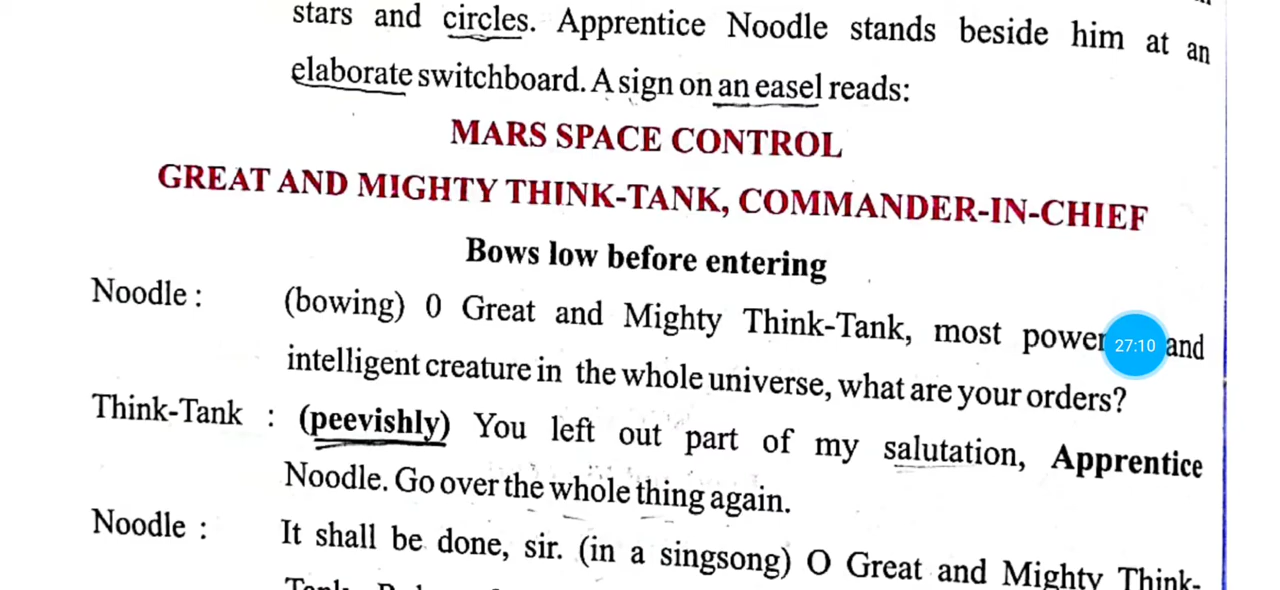 stars and circles. Apprentice Noodle stands beside him at an
elaborate switchboard. A sign on an easel reads:
MARS SPACE CONTROL
GREAT AND MIGHTY THINK-TANK, COMMANDER-IN-CHIEF
Bows low before entering
Noodle : (bowing) 0 Great and Mighty Think-Tank, most power 27:10 and
intelligent creature in the whole universe, what are your orders?
Think-Tank : (peevishly) You left out part of my salutation, Apprentice
Noodle. Go over the whole thing again.
Noodle : It shall be done, sir. (in a singsong) O Great and Mighty Think-